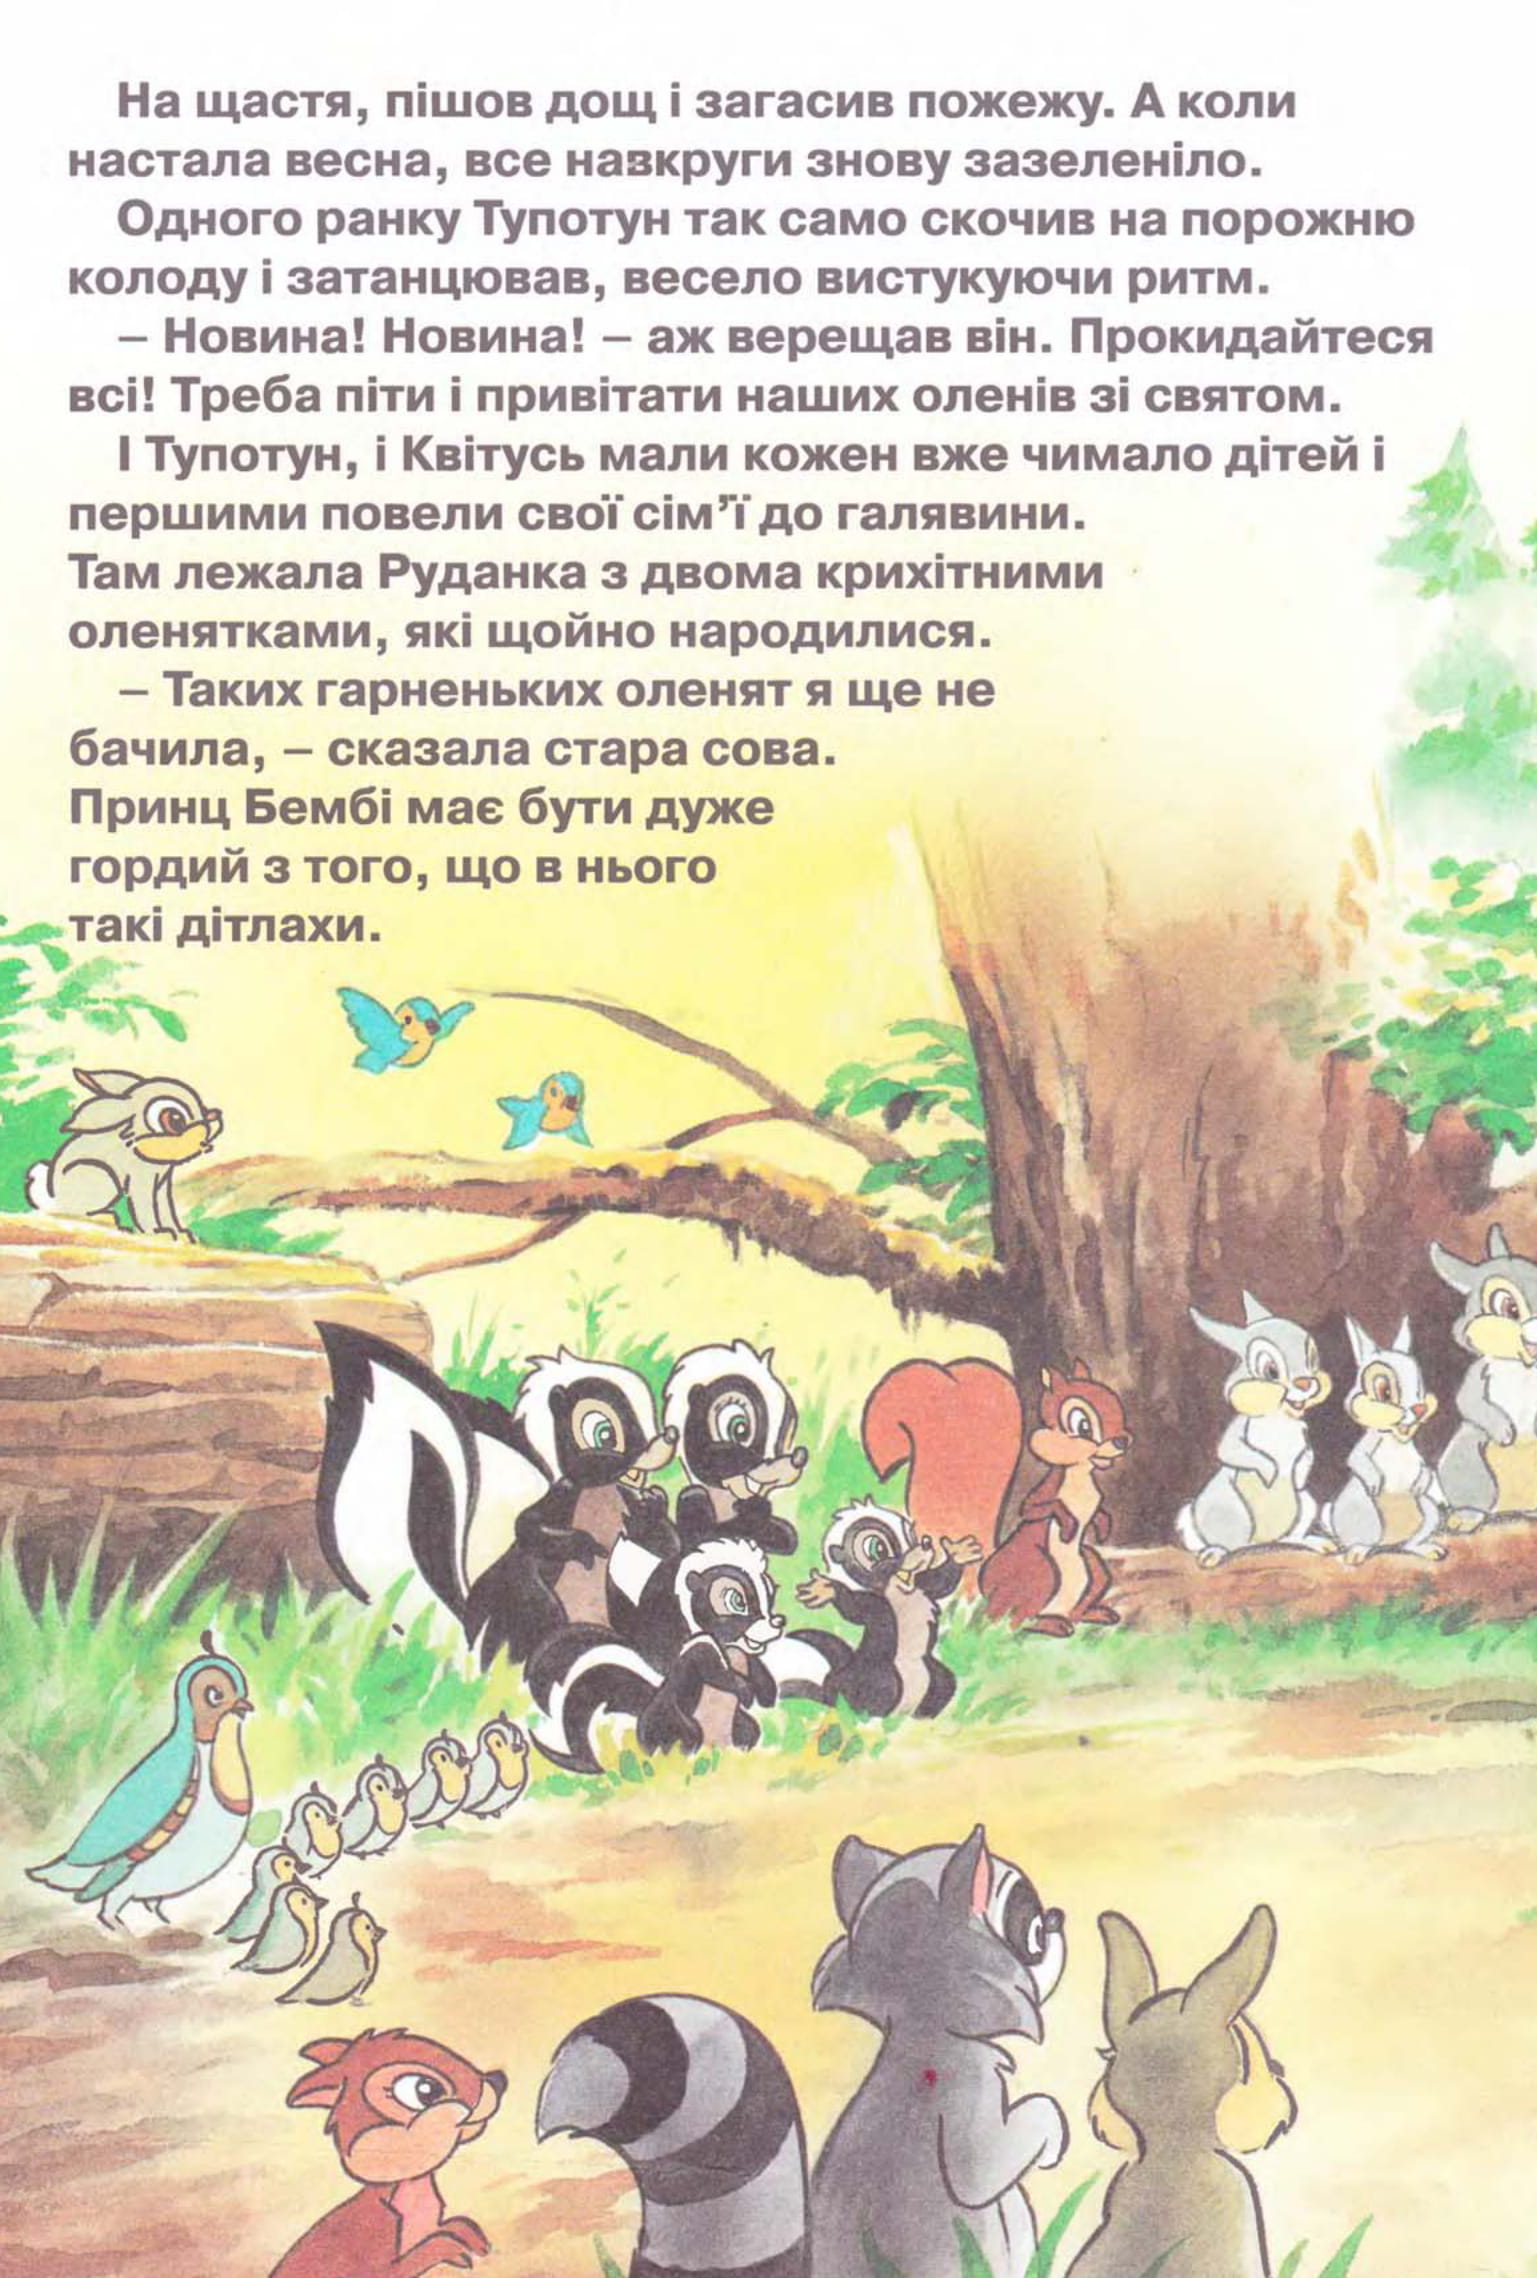 На щастя, пішов дощ і загасив пожежу. А коли
настала весна, все навкруги знову зазеленіло.
Одного ранку Тупотун так само скочив на порожню
колоду і затанцював, весело вистукуючи ритм.
– Новина! Новина! – аж верещав він. Прокидайтеся
всі! Треба піти і привітати наших оленів зі святом.
І Тупотун, і Квітусь мали кожен вже чимало дітей і
першими повели свої сім’ї до галявини.
Там лежала Руданка з двома крихітними
оленятками, які щойно народилися.
– Таких гарненьких оленят я ще не
бачила, – сказала стара сова.
Принц Бембі має бути дуже
гордий з того, що в нього
такі дітлахи.